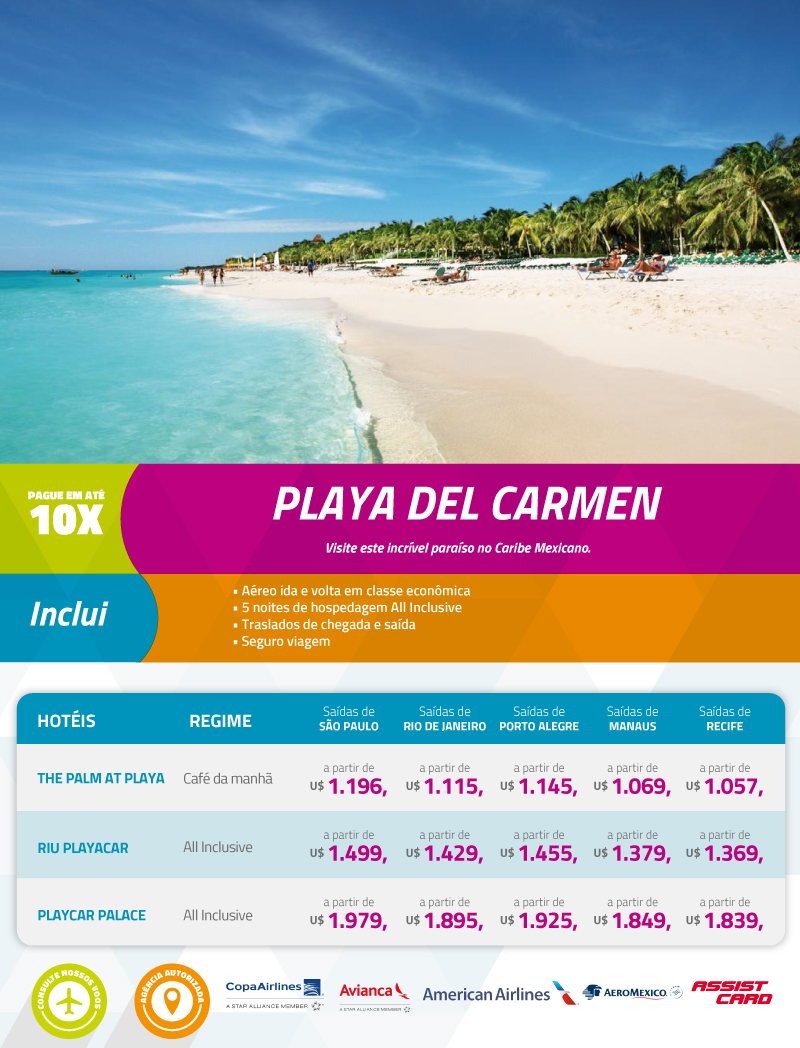 PAGUE EM ATÉ
10X
PLAYA DEL CARMEN
Visite este incrível paraíso no Caribe Mexicano.
Inclui
• Aéreo ida e volta em classe econômica
• 5 noites de hospedagem All Inclusive
• Traslados de chegada e saída
• Seguro viagem
HOTÉIS REGIME Saídas de SÃO PAULO Saídas de RIO DE JANEIRO Saídas de PORTO ALEGRE Saídas de MANAUS Saídas de RECIFE
THE PALM AT PLAYA Café da manhã a partir de U$ 1.196, a partir de U$ 1.115, a partir de U$ 1.145, a partir de U$ 1.069, a partir de U$ 1.057,
RIU PLAYACAR All Inclusive a partir de U$ 1.499, a partir de U$ 1.429, a partir de U$ 1.455, a partir de U$ 1.379, a partir de U$ 1.369,
PLAYCAR PALACE All Inclusive a partir de U$ 1.979, a partir de U$ 1.895, a partir de U$ 1.925, a partir de U$ 1.849, a partir de U$ 1.839,
CONSULTE NOSSOS VOOS
AGÊNCIA AUTORIZADA
CopaAirlines
A STAR ALLIANCE MEMBER
Avianca
A STAR ALLIANCE MEMBER
American Airlines
AEROMEXICO.
ASSIST
CARD